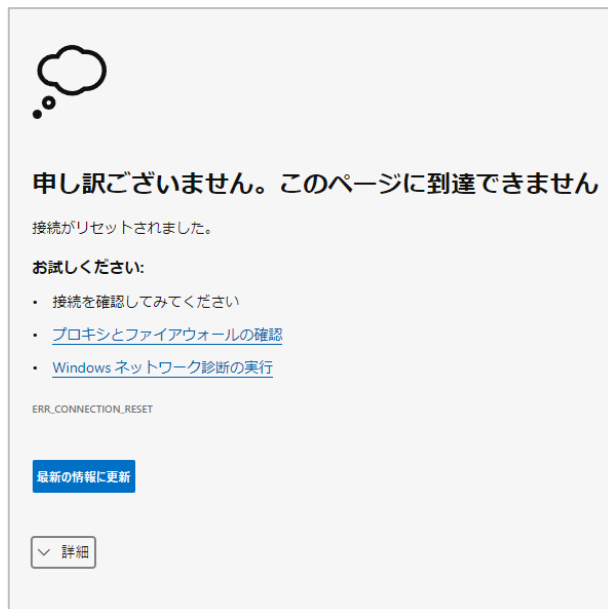 申し訳ございません。このページに到達できません
接続がリセットされました。
お試しください:
• 接続を確認してみてください
• プロキシとファイアウォールの確認
• Windows ネットワーク診断の実行
ERR_CONNECTION_RESET
最新の情報に更新
詳細